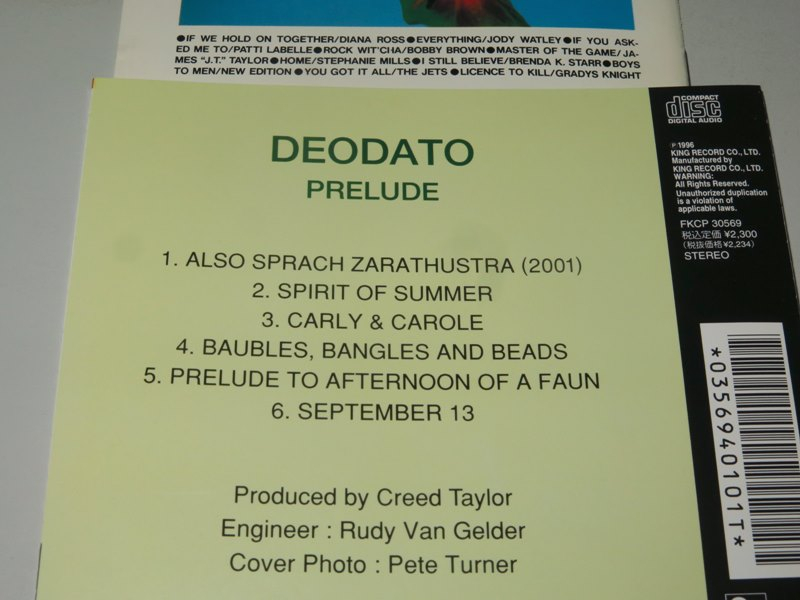 ●IF WE HOLD ON TOGETHER/DIANA ROSS●EVERYTHING/JODY WATLEY●IF YOU ASK-
ED ME TO/PATTI LABELLE●ROCK WIT'CHA/BOBBY BROWN●MASTER OF THE GAME/JA-
MES "J.T." TAYLOR●HOME/STEPHANIE MILLS●I STILL BELIEVE/BRENDA K. STARR●BOYS
TO MEN/NEW EDITION●YOU GOT IT ALL/THE JETS●LICENCE TO KILL/GRADYS KNIGHT
DEODATO
PRELUDE
1. ALSO SPRACH ZARATHUSTRA (2001)
2. SPIRIT OF SUMMER
3. CARLY & CAROLE
4. BAUBLES, BANGLES AND BEADS
5. PRELUDE TO AFTERNOON OF A FAUN
6. SEPTEMBER 13
Produced by Creed Taylor
Engineer : Rudy Van Gelder
Cover Photo : Pete Turner
COMPACT
disc
DIGITAL AUDIO
℗ 1996
KING RECORD CO., LTD.
Manufactured by
KING RECORD CO., LTD.
WARNING:
All Rights Reserved.
Unauthorized duplication
is a violation of
applicable laws.
FKCP 30569
税込定価 ¥2,300
(税抜価格¥2,234)
STEREO
*0356940101T*